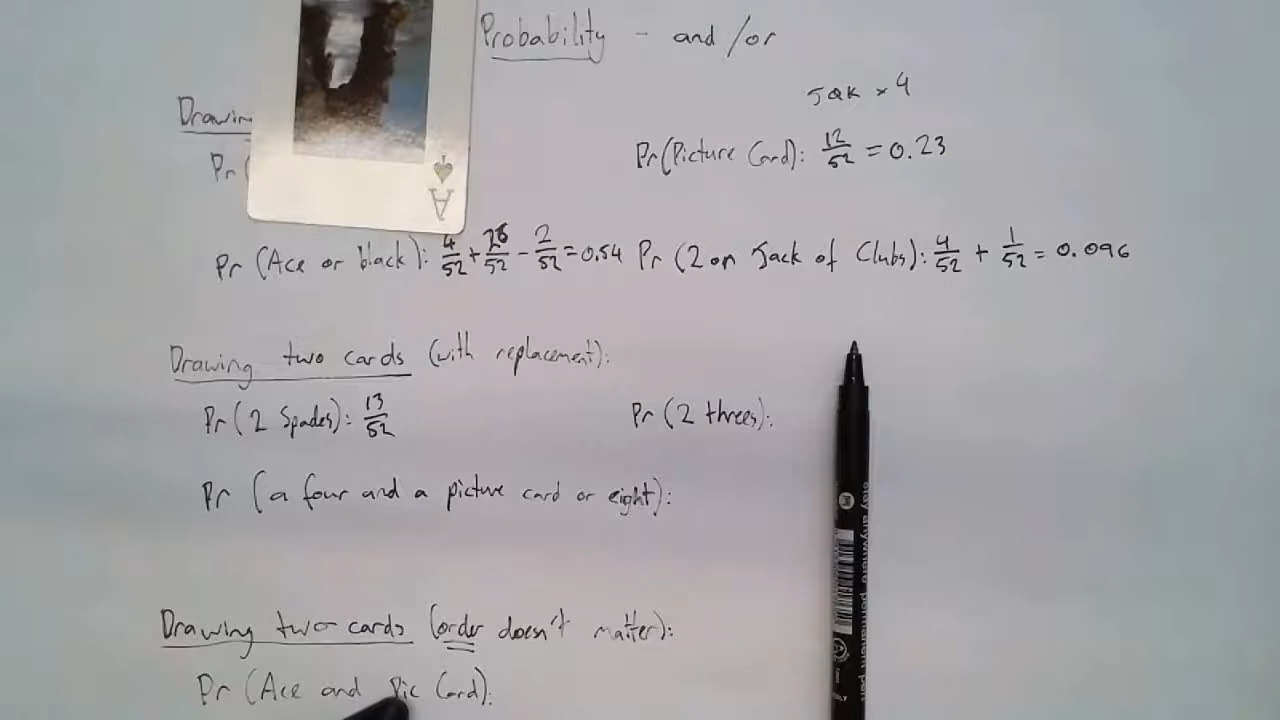 Probability - and/or
JQK × 4
Drawin
Pr(
Pr(Picture Card): 12/52 = 0.23
A
Pr (Ace or black): 4/52 + 26/52 - 2/52 = 0.54
Pr (2 or Jack of Clubs): 4/52 + 1/52 = 0.096
Drawing two cards (with replacement):
Pr (2 Spades): 13/52
Pr (2 threes):
Pr (a four and a picture card or eight):
Drawing two cards (order doesn't matter):
Pr (Ace and Pic Card):